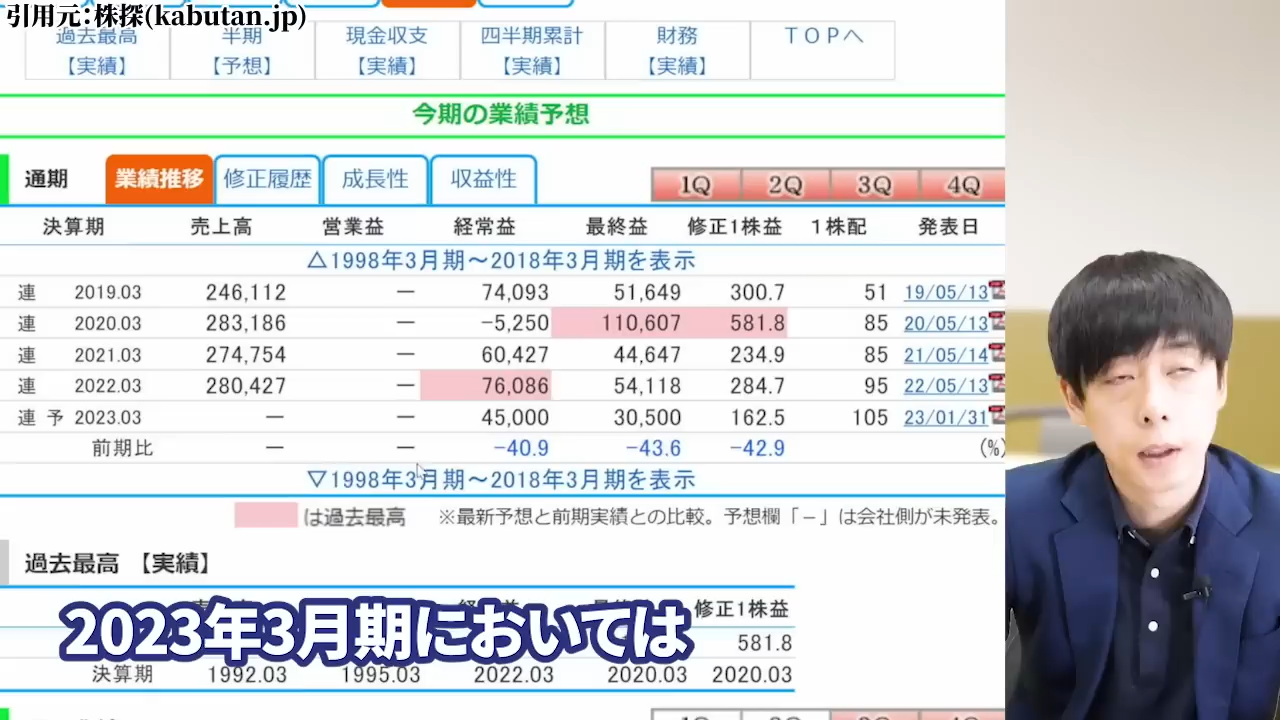 引用元:株探(kabutan.jp)
過去最高 半期 現金収支 四半期累計 財務 ＴＯＰへ
【実績】 【予想】 【実績】 【実績】 【実績】
今期の業績予想
通期 業績推移 修正履歴 成長性 収益性 1Q 2Q 3Q 4Q
決算期 売上高 営業益 経常益 最終益 修正1株益 1株配 発表日
△1998年3月期～2018年3月期を表示
連 2019.03 246,112 ー 74,093 51,649 300.7 51 19/05/13
連 2020.03 283,186 ー −5,250 110,607 581.8 85 20/05/13
連 2021.03 274,754 ー 60,427 44,647 234.9 85 21/05/14
連 2022.03 280,427 ー 76,086 54,118 284.7 95 22/05/13
連 予 2023.03 ー ー 45,000 30,500 162.5 105 23/01/31
前期比 ー ー −40.9 −43.6 −42.9 (%)
▽1998年3月期～2018年3月期を表示
は過去最高 ※最新予想と前期実績との比較。予想欄「－」は会社側が未発表。
過去最高 【実績】
修正1株益
581.8
2023年3月期においては
決算期 1992.03 1995.03 2022.03 2020.03 2020.03
1Q 2Q 3Q 4Q